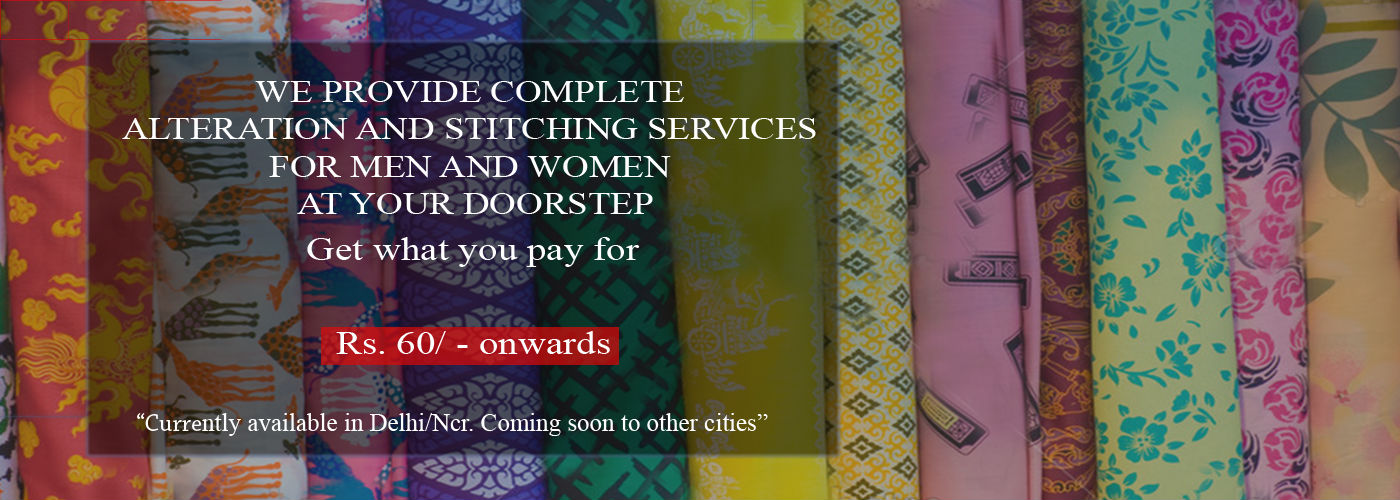 WE PROVIDE COMPLETE
ALTERATION AND STITCHING SERVICES
FOR MEN AND WOMEN
AT YOUR DOORSTEP
Get what you pay for
Rs. 60/ - onwards
“Currently available in Delhi/Ncr. Coming soon to other cities”